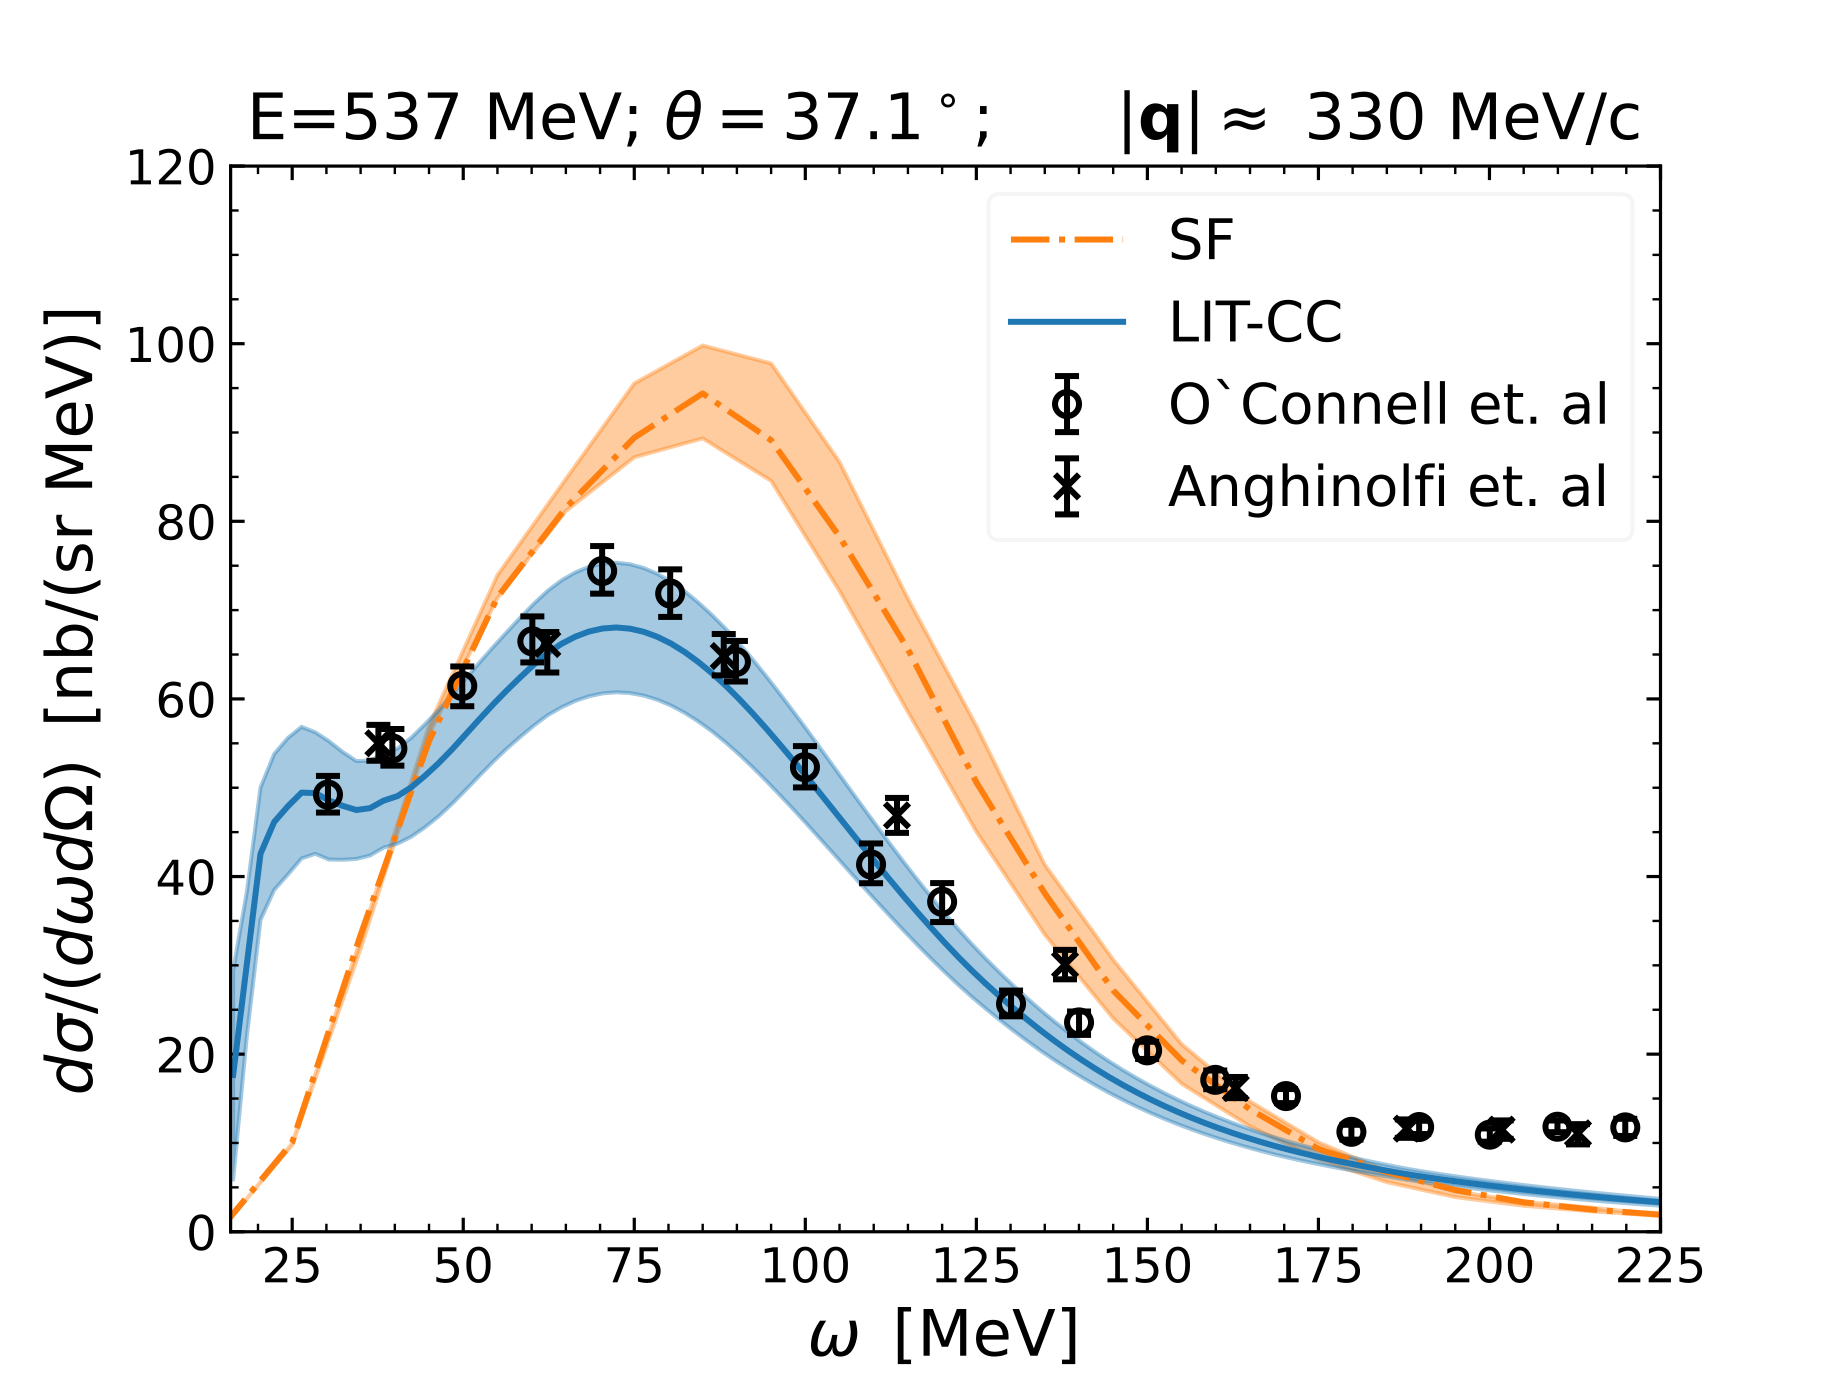 E=537 MeV; θ = 37.1°; |q| ≈ 330 MeV/c
120
100
80
60
40
20
0
dσ/(dωdΩ) [nb/(sr MeV)]
SF
LIT-CC
O`Connell et. al
Anghinolfi et. al
25 50 75 100 125 150 175 200 225
ω [MeV]